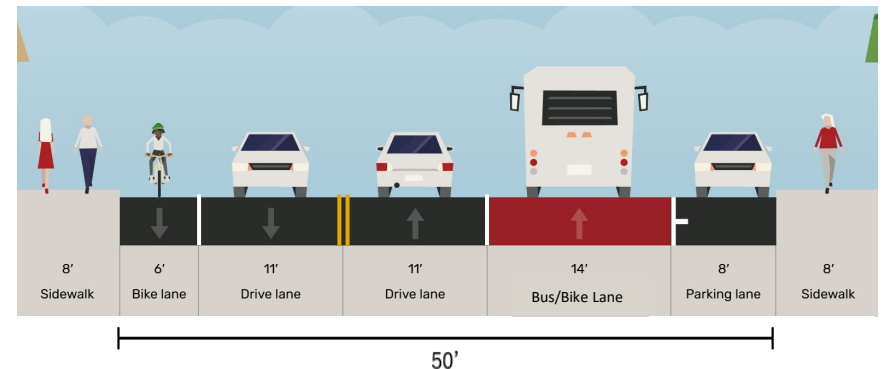 8′ 6′ 11′ 11′ 14′ 8′ 8′
Sidewalk Bike lane Drive lane Drive lane Bus/Bike Lane Parking lane Sidewalk
50′